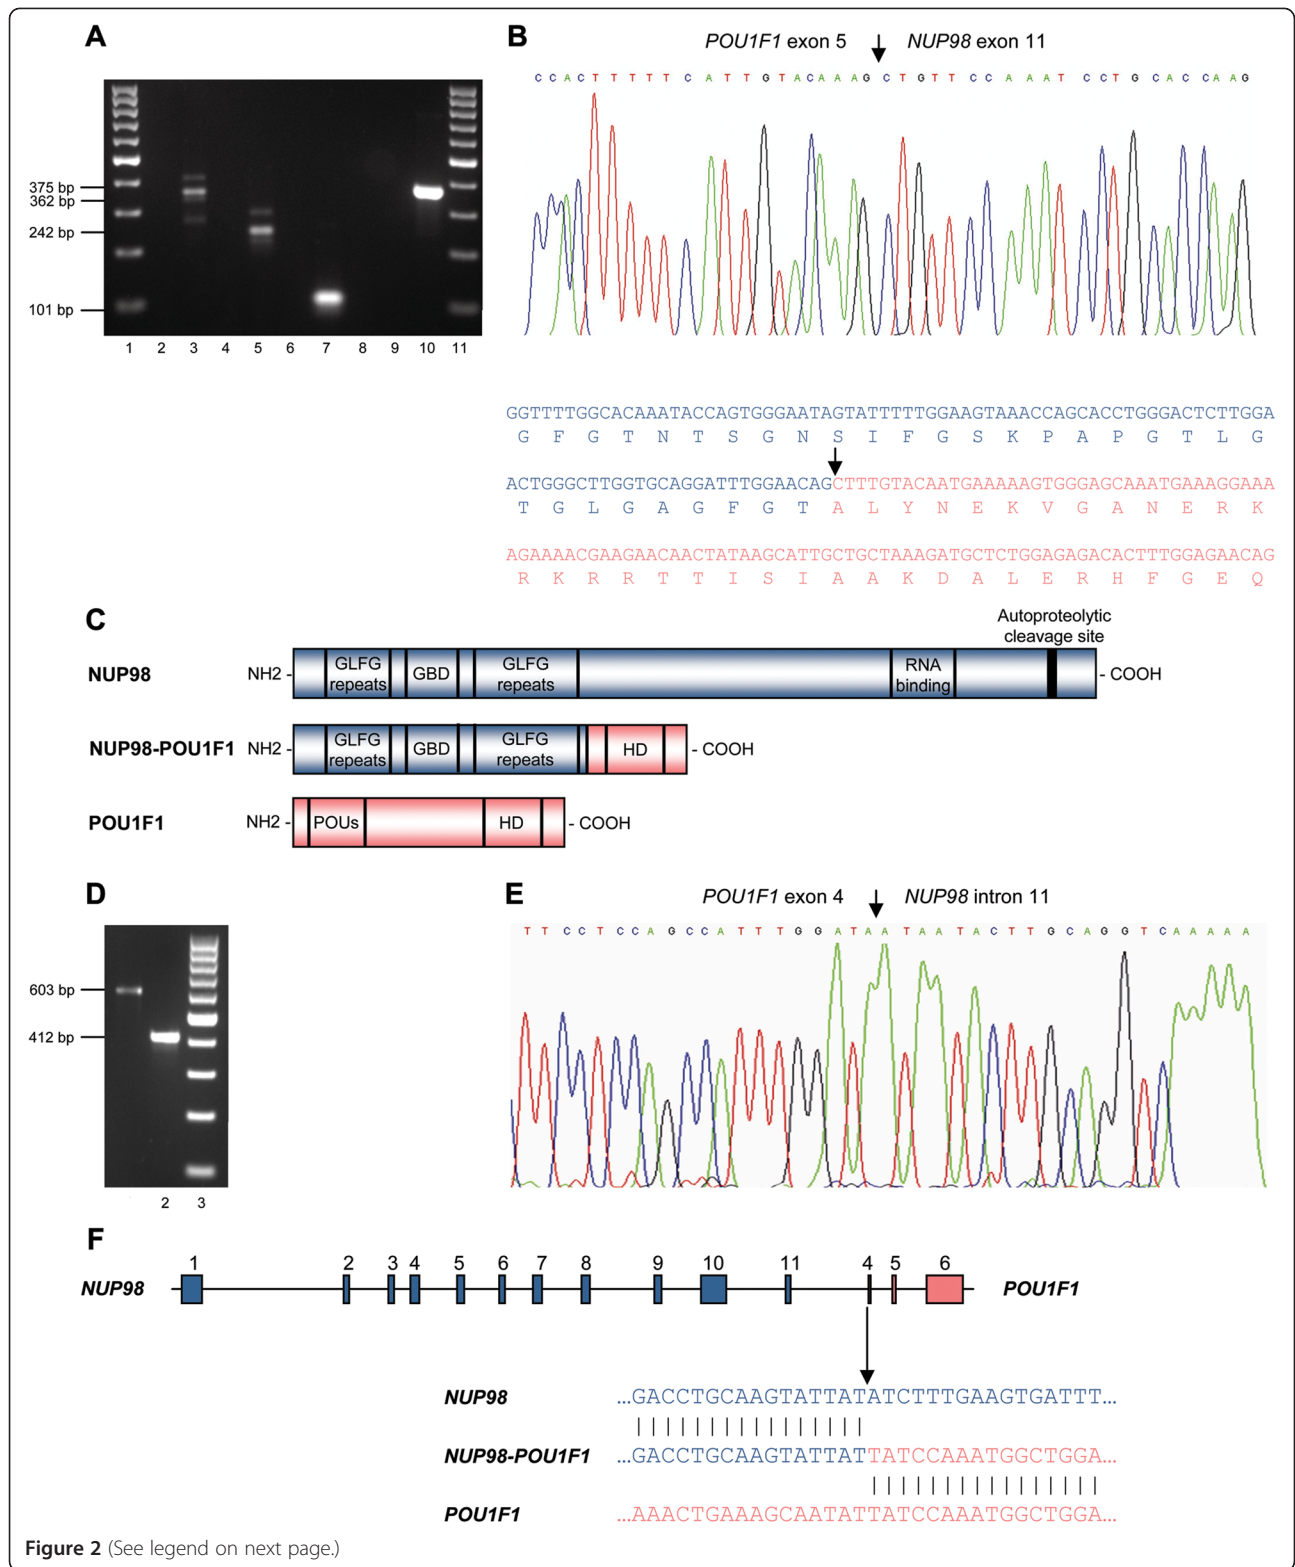 A
375 bp
362 bp
242 bp
101 bp
1 2 3 4 5 6 7 8 9 10 11
B
POU1F1 exon 5 NUP98 exon 11
C C A C T T T T T C A T T G T A C A A A G C T G T T C C A A A T C C T G C A C C A A G
GGTTTTGGCACAAATACCAGTGGGAATAGTATTTTTGGAAGTAAACCAGCACCTGGGACTCTTGGA
G F G T N T S G N S I F G S K P A P G T L G
ACTGGGCTTGGTGCAGGATTTGGAACAGCTTTGTACAATGAAAAAGTGGGAGCAAATGAAAGGAAA
T G L G A G F G T A L Y N E K V G A N E R K
AGAAAACGAAGAACAACTATAAGCATTGCTGCTAAAGATGCTCTGGAGAGACACTTTGGAGAACAG
R K R R T T I S I A A K D A L E R H F G E Q
C
Autoproteolytic
cleavage site
NUP98 NH2 - GLFG repeats GBD GLFG repeats RNA binding - COOH
NUP98-POU1F1 NH2 - GLFG repeats GBD GLFG repeats HD - COOH
POU1F1 NH2 - POUs HD - COOH
D
603 bp
412 bp
2 3
E
POU1F1 exon 4 NUP98 intron 11
T T C C T C C A G C C A T T T G G A T A A T A A T A C T T G C A G G T C A A A A A
F
1 2 3 4 5 6 7 8 9 10 11 4 5 6
NUP98 POU1F1
NUP98 ...GACCTGCAAGTATTATATCTTTGAAGTGATTT...
NUP98-POU1F1 ...GACCTGCAAGTATTATTATCCAAATGGCTGGA...
POU1F1 ...AAACTGAAAGCAATATTATCCAAATGGCTGGA...
Figure 2 (See legend on next page.)